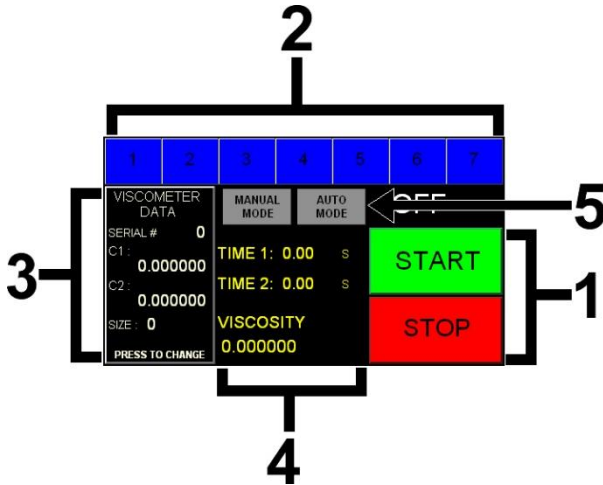 2
1 2 3 4 5 6 7
VISCOMETER
DATA
SERIAL # 0
C1 :
0.000000
C2 :
0.000000
SIZE : 0
PRESS TO CHANGE
MANUAL
MODE
AUTO
MODE
OFF
TIME 1: 0.00 S
TIME 2: 0.00 S
VISCOSITY
0.000000
START
STOP
5
3
1
4